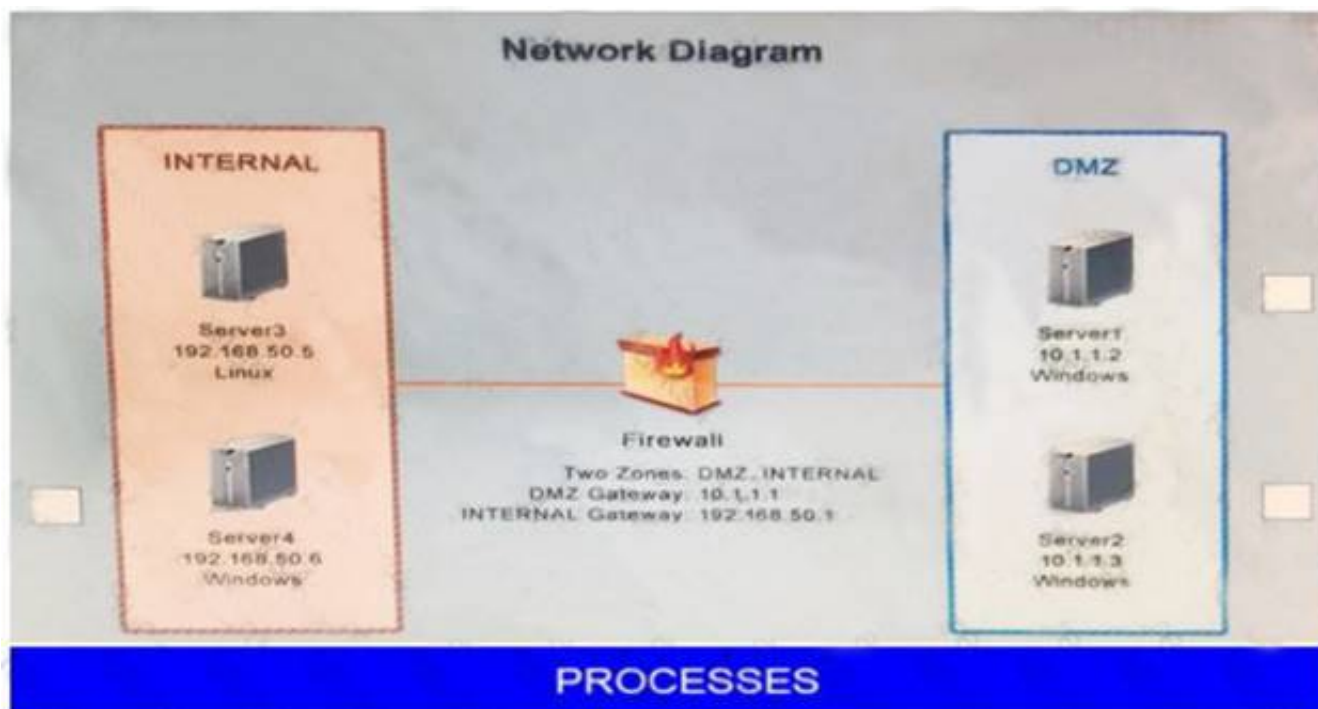 Network Diagram
INTERNAL
Server3
192.168.50.5
Linux
Server4
192.168.50.6
Windows
Firewall
Two Zones: DMZ, INTERNAL
DMZ Gateway: 10.1.1.1
INTERNAL Gateway: 192.168.50.1
DMZ
Server1
10.1.1.2
Windows
Server2
10.1.1.3
Windows
PROCESSES